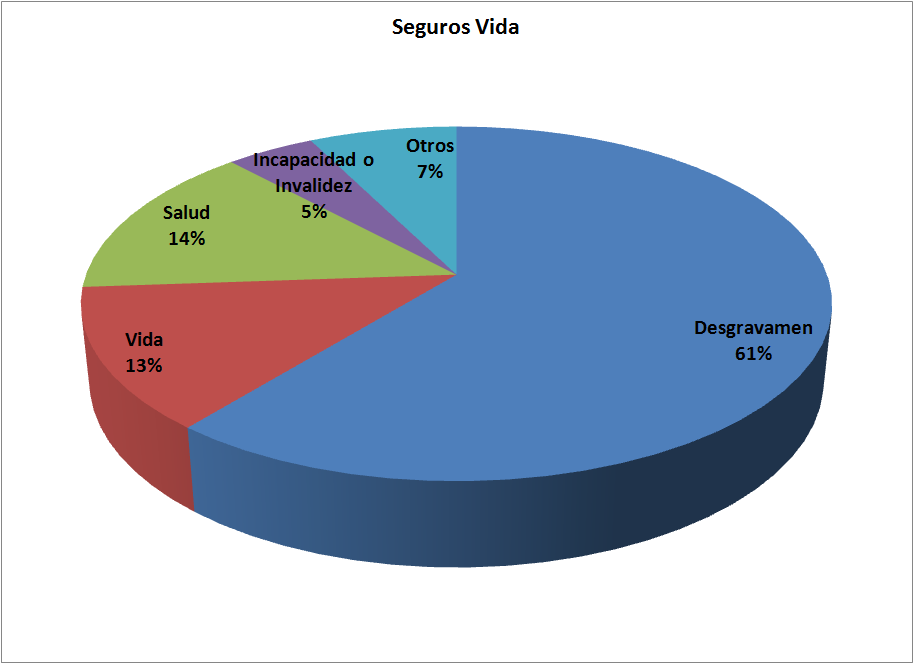 Seguros Vida
Otros
7%
Incapacidad o
Invalidez
5%
Salud
14%
Desgravamen
61%
Vida
13%